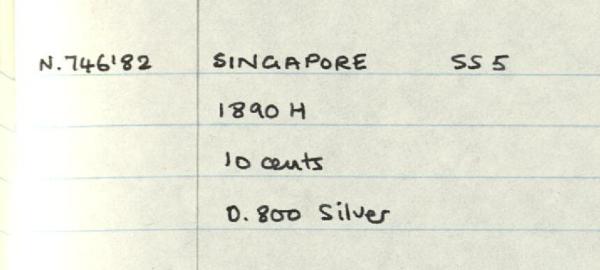 N.746'82 SINGAPORE SS 5
1890 H
10 cents
0.800 Silver